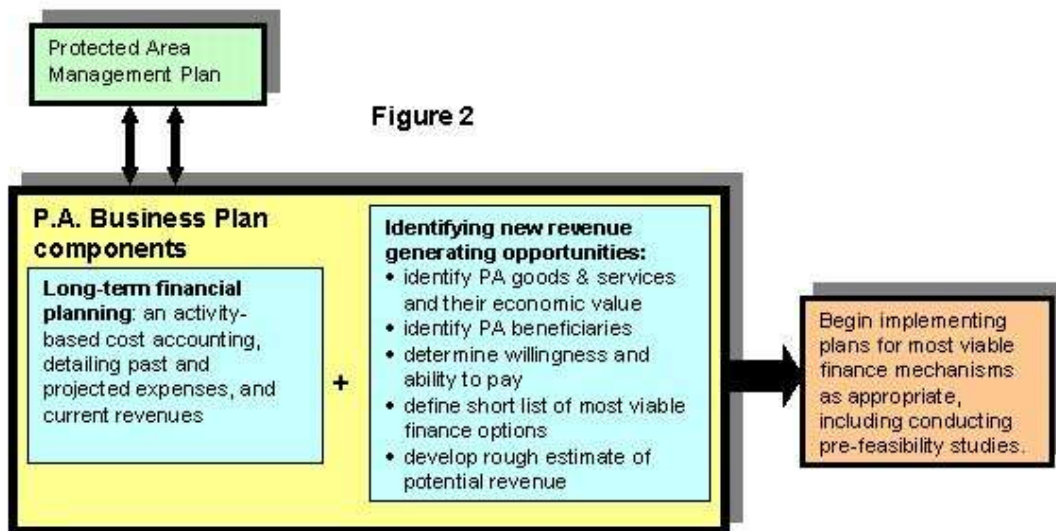 Protected Area
Management Plan
Figure 2
P.A. Business Plan
components
Long-term financial
planning: an activity-
based cost accounting,
detailing past and
projected expenses, and
current revenues
+
Identifying new revenue
generating opportunities:
• identify PA goods & services
and their economic value
• identify PA beneficiaries
• determine willingness and
ability to pay
• define short list of most viable
finance options
• develop rough estimate of
potential revenue
Begin implementing
plans for most viable
finance mechanisms
as appropriate,
including conducting
pre-feasibility studies.